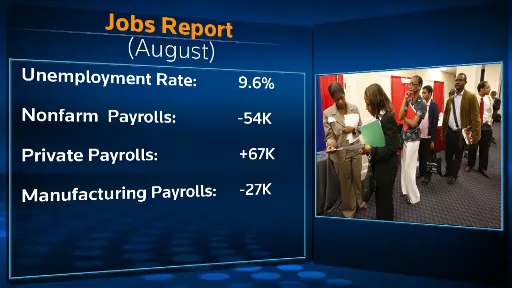 Jobs Report
(August)
Unemployment Rate: 9.6%
Nonfarm Payrolls: -54K
Private Payrolls: +67K
Manufacturing Payrolls: -27K